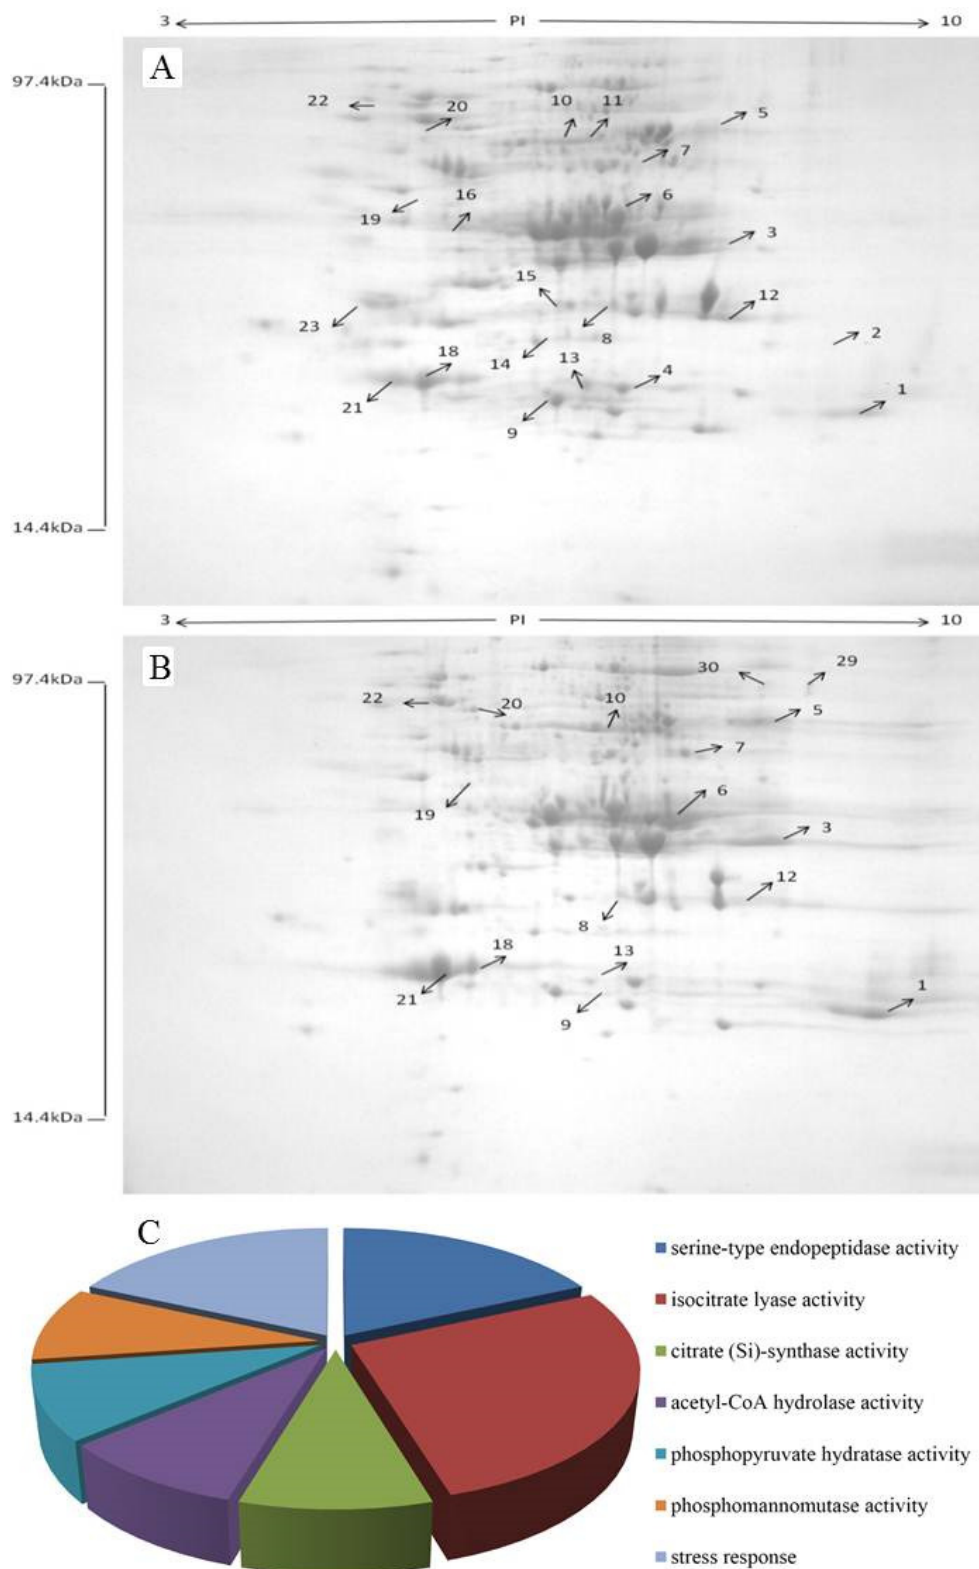 3 PI 10
A
97.4kDa
22 20 10 11 5
7
16 6
19
3
15
12
23 8 2
14 18 13 4
21 1
9
14.4kDa
3 PI 10
B
97.4kDa
30 29
22 20 10 5
7
6
19 3
12
8
18 13
21 1
9
14.4kDa
C
serine-type endopeptidase activity
isocitrate lyase activity
citrate (Si)-synthase activity
acetyl-CoA hydrolase activity
phosphopyruvate hydratase activity
phosphomannomutase activity
stress response